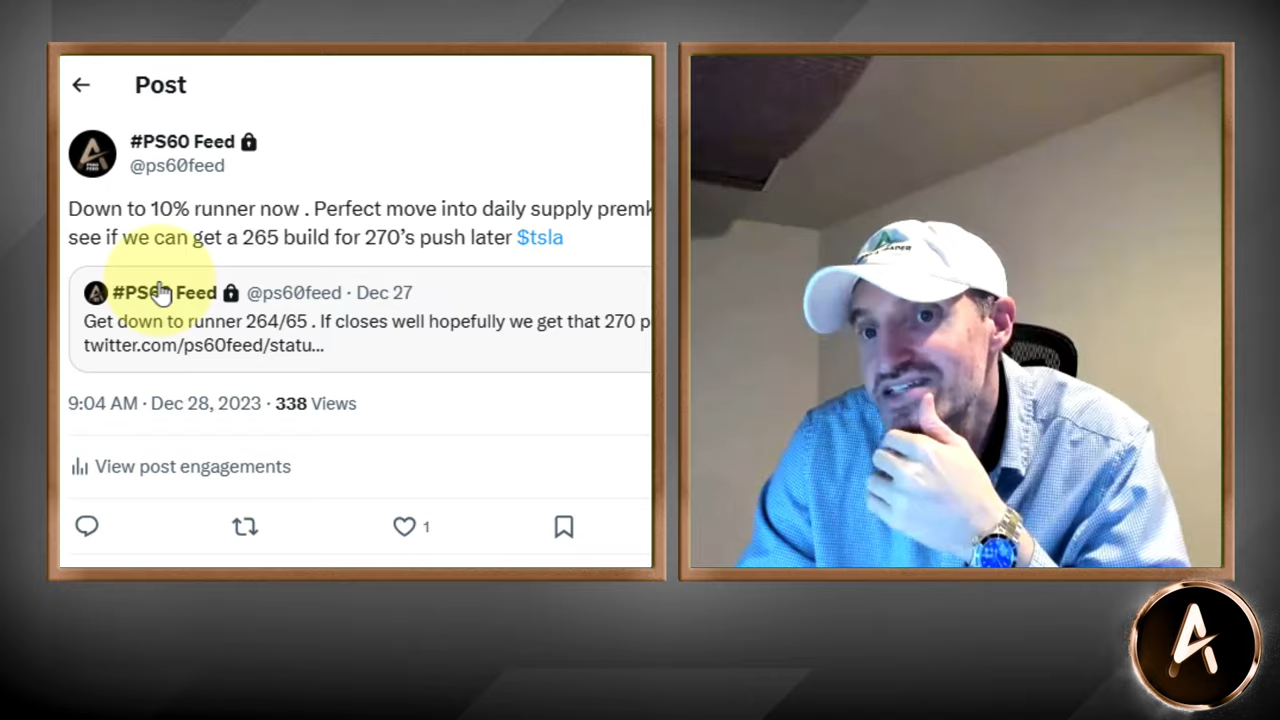 Post
#PS60 Feed
@ps60feed
Down to 10% runner now . Perfect move into daily supply
see if we can get a 265 build for 270’s push later $tsla
#PS60 Feed @ps60feed · Dec 27
Get down to runner 264/65 . If closes well hopefully we get that 270
twitter.com/ps60feed/statu...
9:04 AM · Dec 28, 2023 · 338 Views
View post engagements
1